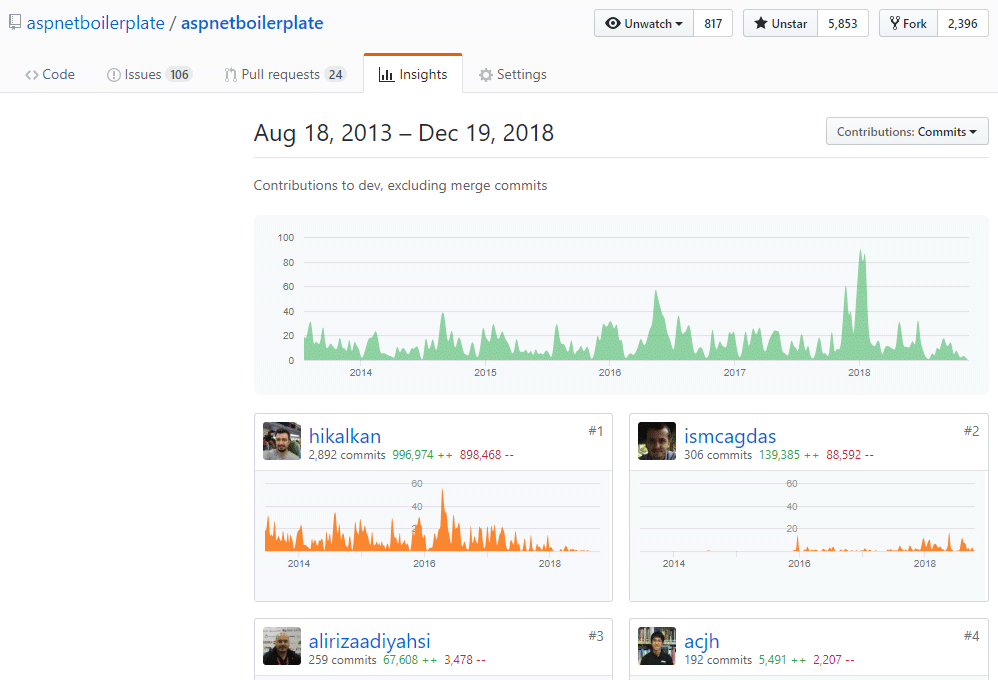 aspnetboilerplate / aspnetboilerplate
Unwatch 817 Unstar 5,853 Fork 2,396
Code Issues 106 Pull requests 24 Insights Settings
Aug 18, 2013 – Dec 19, 2018
Contributions: Commits
Contributions to dev, excluding merge commits
100
80
60
40
20
0
2014 2015 2016 2017 2018
hikalkan #1
2,892 commits 996,974 ++ 898,468 --
60
40
2014 2016 2018
ismcagdas #2
306 commits 139,385 ++ 88,592 --
60
40
20
2014 2016 2018
alirizaadiyahsi #3
259 commits 67,608 ++ 3,478 --
acjh #4
192 commits 5,491 ++ 2,207 --